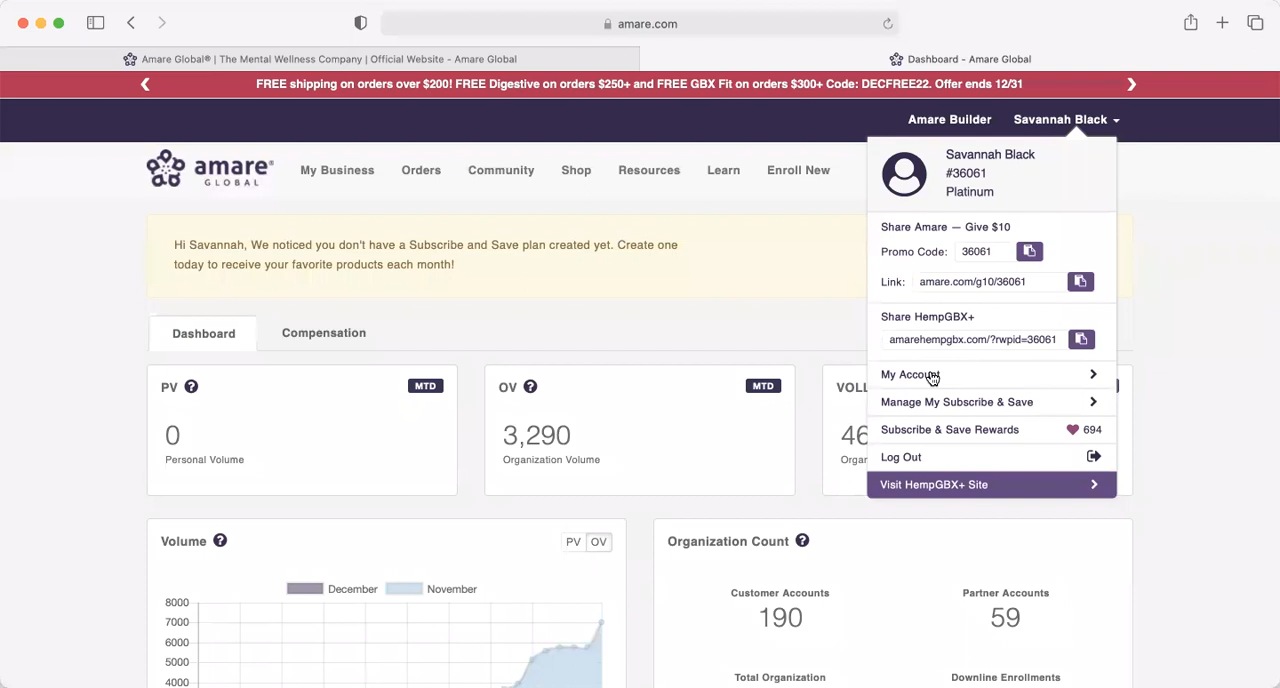 amare.com
Amare Global® | The Mental Wellness Company | Official Website - Amare Global
Dashboard - Amare Global
FREE shipping on orders over $200! FREE Digestive on orders $250+ and FREE GBX Fit on orders $300+ Code: DECFREE22. Offer ends 12/31
Amare Builder
Savannah Black
amare®
GLOBAL
My Business
Orders
Community
Shop
Resources
Learn
Enroll New
Savannah Black
#36061
Platinum
Share Amare — Give $10
Promo Code: 36061
Link: amare.com/g10/36061
Share HempGBX+
amarehempgbx.com/?rwpid=36061
My Account
Manage My Subscribe & Save
Subscribe & Save Rewards 694
Log Out
Visit HempGBX+ Site
Hi Savannah, We noticed you don't have a Subscribe and Save plan created yet. Create one
today to receive your favorite products each month!
Dashboard
Compensation
PV ?
MTD
0
Personal Volume
OV ?
MTD
3,290
Organization Volume
Volume ?
PV OV
December
November
8000
7000
6000
5000
4000
Organization Count ?
Customer Accounts
190
Partner Accounts
59
Total Organization
Downline Enrollments